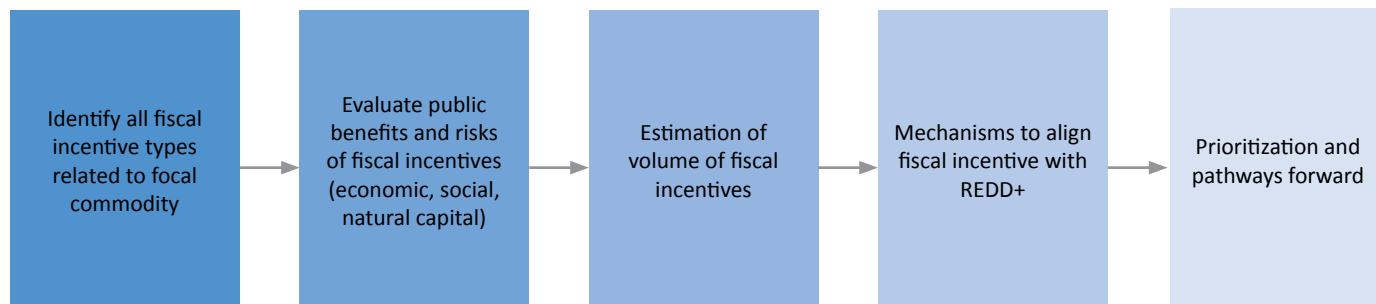 Identify all fiscal
incentive types
related to focal
commodity
Evaluate public
benefits and risks
of fiscal incentives
(economic, social,
natural capital)
Estimation of
volume of fiscal
incentives
Mechanisms to align
fiscal incentive with
REDD+
Prioritization and
pathways forward